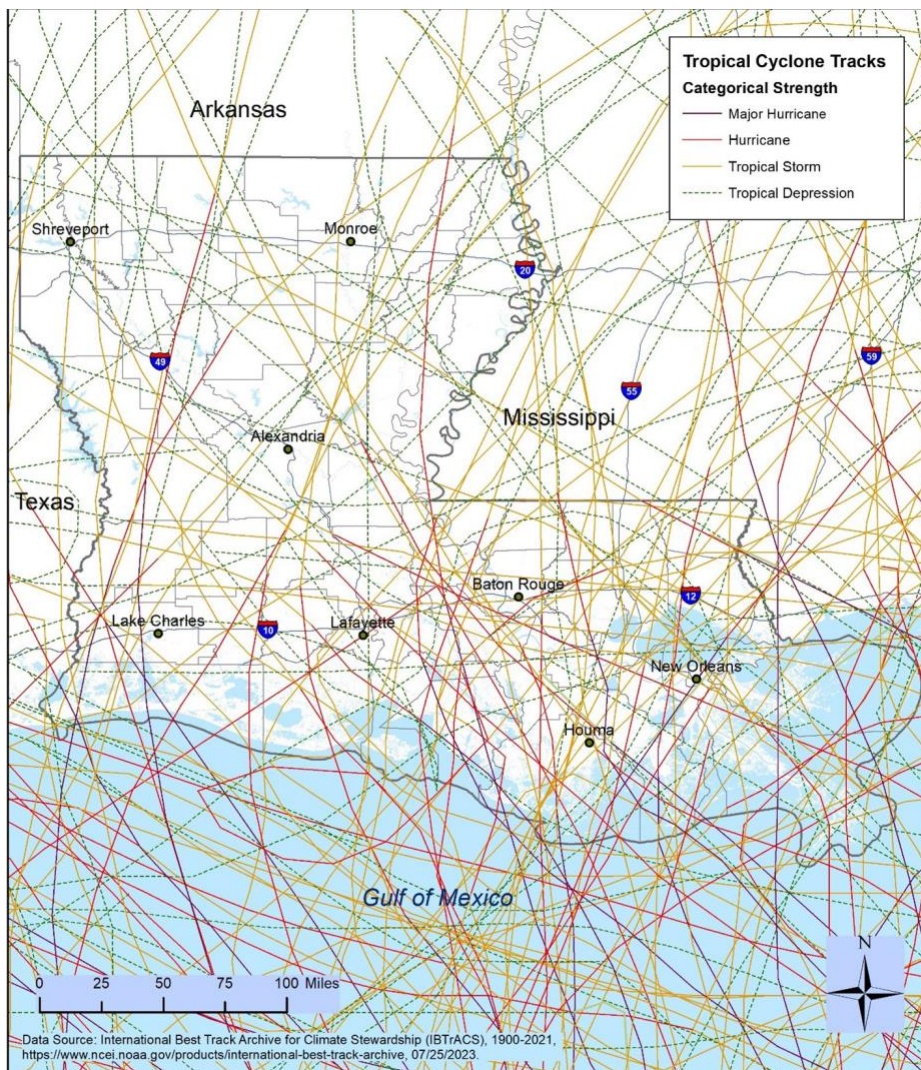 Tropical Cyclone Tracks
Categorical Strength
Major Hurricane
Hurricane
Tropical Storm
Tropical Depression
Arkansas
Shreveport
Monroe
20
49
59
55
Mississippi
Alexandria
Texas
Baton Rouge
12
Lake Charles
10
Lafayette
New Orleans
Houma
Gulf of Mexico
N
0 25 50 75 100 Miles
Data Source: International Best Track Archive for Climate Stewardship (IBTrACS), 1900-2021,
https://www.ncei.noaa.gov/products/international-best-track-archive, 07/25/2023.